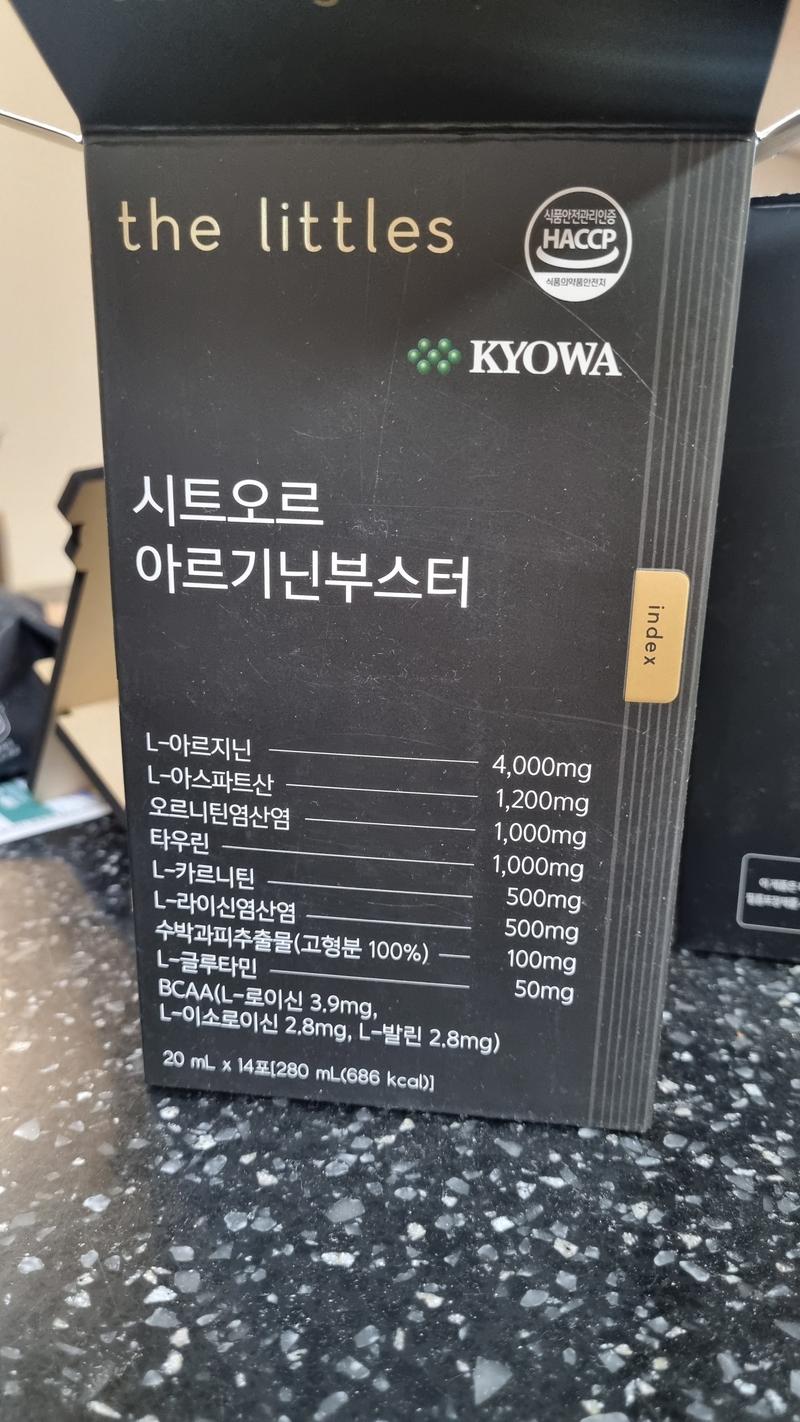 the littles
식품안전관리인증
HACCP
식품의약품안전처
KYOWA
시트오르
아르기닌부스터
index
L-아르지닌 4,000mg
L-아스파트산 1,200mg
오르니틴염산염 1,000mg
타우린 1,000mg
L-카르니틴 500mg
L-라이신염산염 500mg
수박과피추출물(고형분 100%) 100mg
L-글루타민 50mg
BCAA(L-로이신 3.9mg,
L-이소로이신 2.8mg, L-발린 2.8mg)
20 mL x 14포[280 mL(686 kcal)]